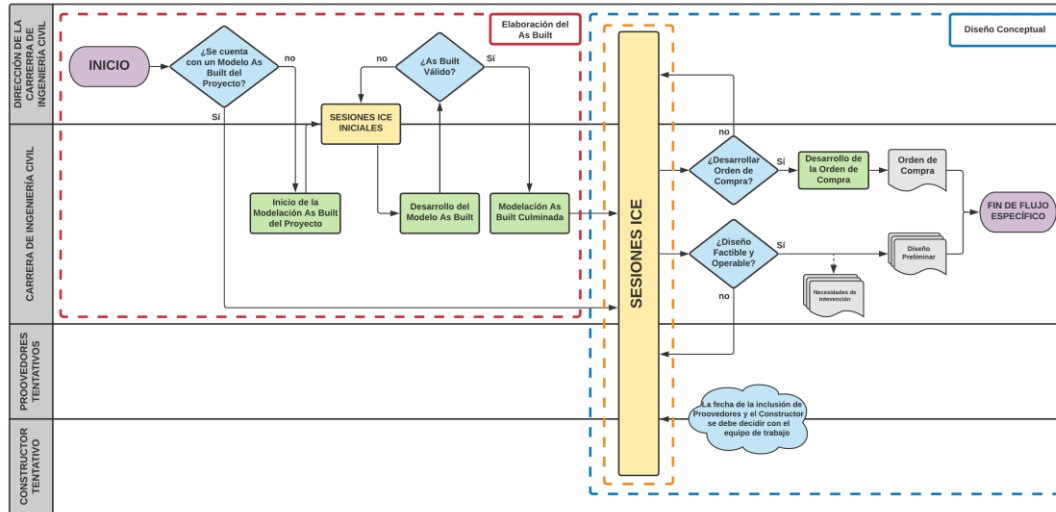 DIRECCIÓN DE LA
CARRERRA DE
INGENIERÍA CIVIL
INICIO
¿Se cuenta
con un Modelo As
Built del
Proyecto?
no
Sí
no
¿As Built
Válido?
Sí
Elaboración del
As Built
Diseño Conceptual
SESIONES ICE
INICIALES
CARRERA DE INGENIERÍA CIVIL
Inicio de la
Modelación As Built
del Proyecto
Desarrollo del
Modelo As Built
Modelación As
Built Culminada
SESIONES ICE
no
¿Desarrollar
Orden de
Compra?
Sí
Desarrollo de
la Orden de
Compra
Orden de
Compra
¿Diseño
Factible y
Operable?
Sí
no
Diseño
Preliminar
Necesidades de
Intevención
FIN DE FLUJO
ESPECÍFICO
PROOVEDORES
TENTATIVOS
La fecha de la inclusión de
Proovedores y el Constructor
se debe decidir con el
equipo de trabajo
CONSTRUCTOR
TENTATIVO